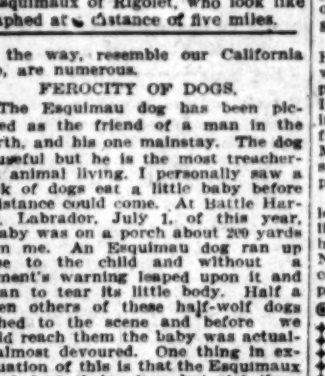 squimaux of Rigolet, who look like
aphed at a distance of five miles.
the way, resemble our California
, are numerous.
FEROCITY OF DOGS.
The Esquimau dog has been pic-
ed as the friend of a man in the
rth, and his one mainstay. The dog
useful but he is the most treacher-
animal living. I personally saw a
k of dogs eat a little baby before
istance could come. At Battle Har-
Labrador, July 1, of this year,
aby was on a porch about 200 yards
m me. An Esquimau dog ran up
e to the child and without a
ment's warning leaped upon it and
an to tear its little body. Half a
en others of these half-wolf dogs
hed to the scene and before we
ld reach them the baby was actual-
almost devoured. One thing in ex-
uation of this is that the Esquimaux